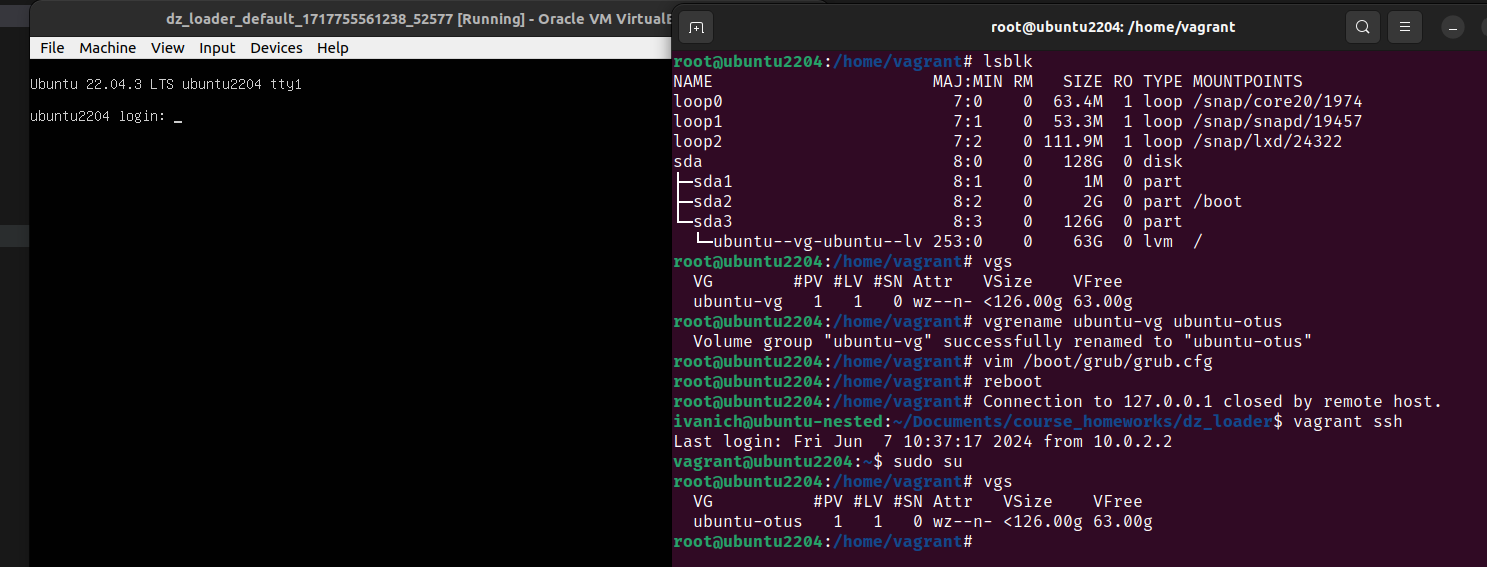 dz_loader_default_1717755561238_52577 [Running] - Oracle VM VirtualB
File Machine View Input Devices Help
Ubuntu 22.04.3 LTS ubuntu2204 tty1
ubuntu2204 login: _
root@ubuntu2204: /home/vagrant
root@ubuntu2204:/home/vagrant# lsblk
NAME                      MAJ:MIN RM   SIZE RO TYPE MOUNTPOINTS
loop0                       7:0    0  63.4M  1 loop /snap/core20/1974
loop1                       7:1    0  53.3M  1 loop /snap/snapd/19457
loop2                       7:2    0 111.9M  1 loop /snap/lxd/24322
sda                         8:0    0   128G  0 disk
├─sda1                      8:1    0     1M  0 part
├─sda2                      8:2    0     2G  0 part /boot
└─sda3                      8:3    0   126G  0 part
  └─ubuntu--vg-ubuntu--lv 253:0    0    63G  0 lvm  /
root@ubuntu2204:/home/vagrant# vgs
  VG        #PV #LV #SN Attr   VSize    VFree
  ubuntu-vg   1   1   0 wz--n- <126.00g 63.00g
root@ubuntu2204:/home/vagrant# vgrename ubuntu-vg ubuntu-otus
  Volume group "ubuntu-vg" successfully renamed to "ubuntu-otus"
root@ubuntu2204:/home/vagrant# vim /boot/grub/grub.cfg
root@ubuntu2204:/home/vagrant# reboot
root@ubuntu2204:/home/vagrant# Connection to 127.0.0.1 closed by remote host.
ivanich@ubuntu-nested:~/Documents/course_homeworks/dz_loader$ vagrant ssh
Last login: Fri Jun  7 10:37:17 2024 from 10.0.2.2
vagrant@ubuntu2204:~$ sudo su
root@ubuntu2204:/home/vagrant# vgs
  VG          #PV #LV #SN Attr   VSize    VFree
  ubuntu-otus   1   1   0 wz--n- <126.00g 63.00g
root@ubuntu2204:/home/vagrant#